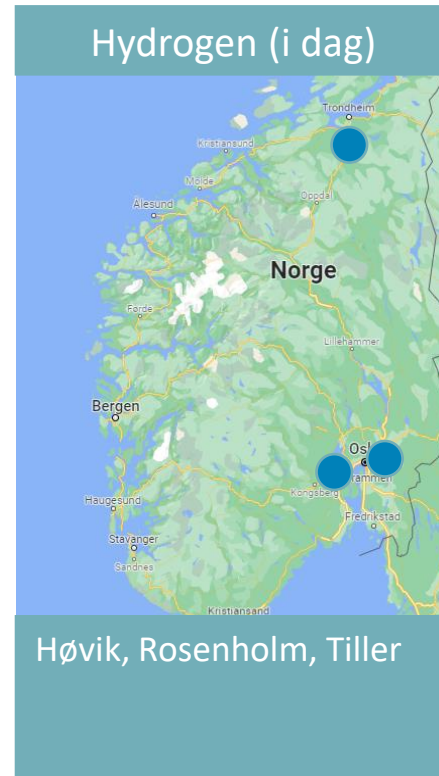 Hydrogen (i dag)
Trondheim
Kristiansund
Molde
Ålesund
Oppdal
Norge
Førde
Lillehammer
Bergen
Kongsberg
Fredrikstad
Haugesund
Stavanger
Sandnes
Kristiansand
Høvik, Rosenholm, Tiller